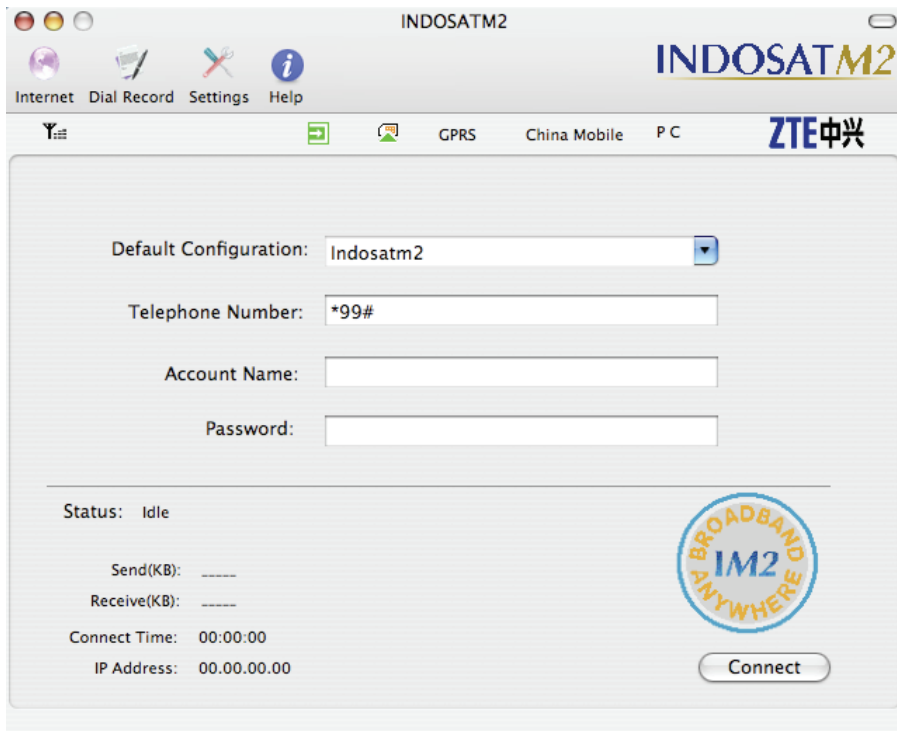 INDOSATM2
Internet Dial Record Settings Help
INDOSATM2
GPRS China Mobile P C ZTE中兴
Default Configuration: Indosatm2
Telephone Number: *99#
Account Name:
Password:
Status: Idle
Send(KB): _____
Receive(KB): _____
Connect Time: 00:00:00
IP Address: 00.00.00.00
BROADBAND
IM2
ANYWHERE
Connect